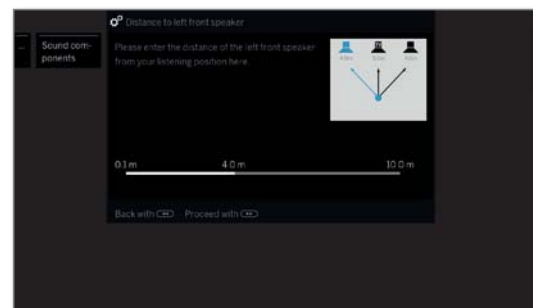 Distance to left front speaker
...
Sound com-
ponents
Please enter the distance of the left front speaker
from your listening position here.
0.1 m 4.0 m 10.0 m
Back with Proceed with